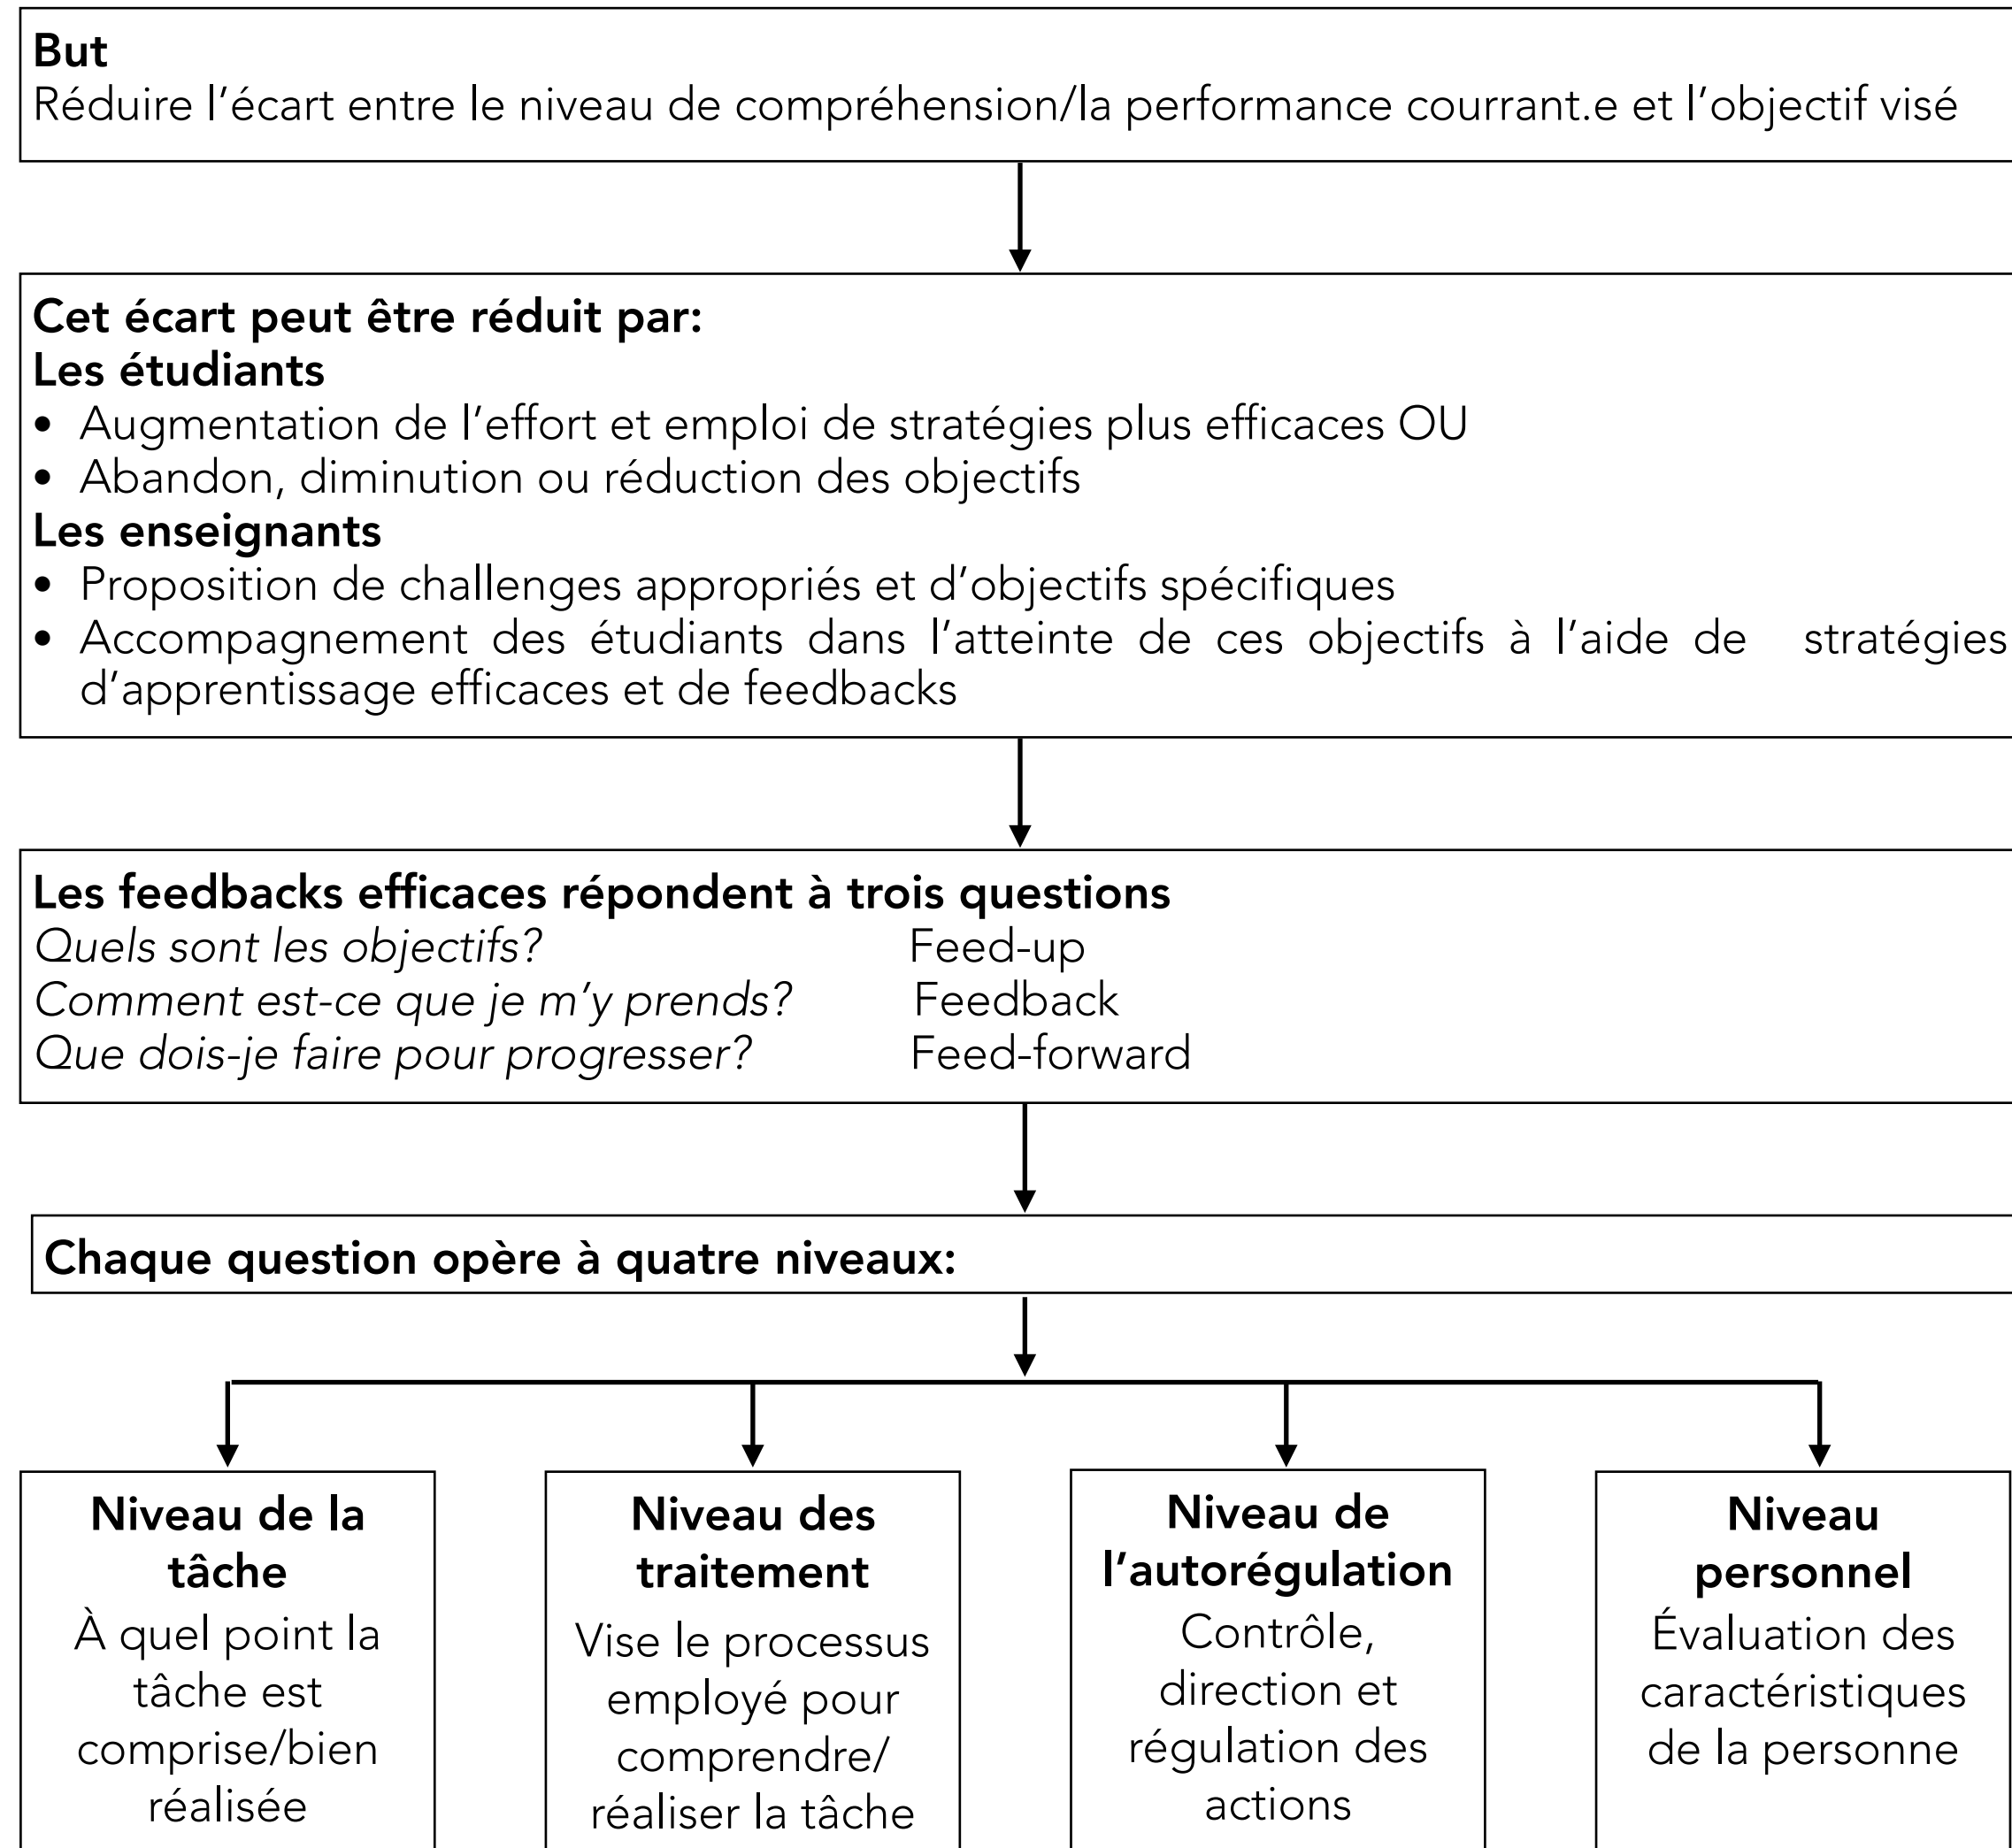 But
Réduire l’écart entre le niveau de compréhension/la performance courrant.e et l’objectif visé
Cet écart peut être réduit par:
Les étudiants
• Augmentation de l’effort et emploi de stratégies plus efficaces OU
• Abandon, diminution ou réduction des objectifs
Les enseignants
• Proposition de challenges appropriés et d’objectifs spécifiques
• Accompagnement des étudiants dans l’atteinte de ces objectifs à l’aide de stratégies
d’apprentissage efficaces et de feedbacks
Les feedbacks efficaces répondent à trois questions
Quels sont les objectifs? Feed-up
Comment est-ce que je m’y prends? Feedback
Que dois-je faire pour progresser? Feed-forward
Chaque question opère à quatre niveaux:
Niveau de la
tâche
À quel point la
tâche est
comprise/bien
réalisée
Niveau des
traitement
Vise le processus
employé pour
comprendre/
réaliser la tâche
Niveau de
l’autorégulation
Contrôle,
direction et
régulation des
actions
Niveau
personnel
Évaluation des
caractéristiques
de la personne